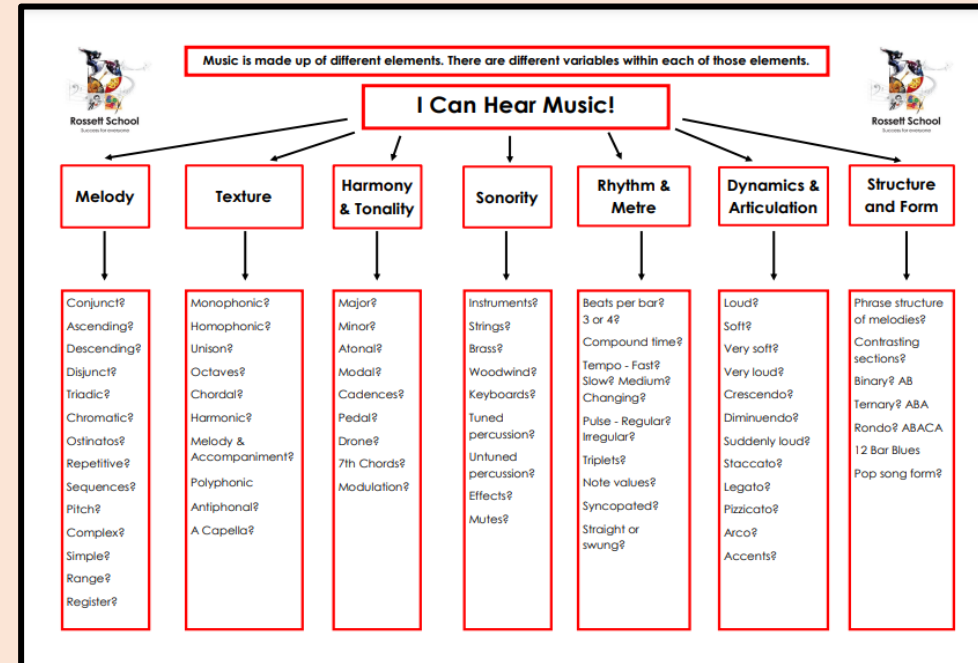 Music is made up of different elements. There are different variables within each of those elements.
I Can Hear Music!
Rossett School
Success for everyone
Rossett School
Success for everyone
Melody
Texture
Harmony
& Tonality
Sonority
Rhythm &
Metre
Dynamics &
Articulation
Structure
and Form
Conjunct?
Ascending?
Descending?
Disjunct?
Triadic?
Chromatic?
Ostinatos?
Repetitive?
Sequences?
Pitch?
Complex?
Simple?
Range?
Register?
Monophonic?
Homophonic?
Unison?
Octaves?
Chordal?
Harmonic?
Melody &
Accompaniment?
Polyphonic
Antiphonal?
A Capella?
Major?
Minor?
Atonal?
Modal?
Cadences?
Pedal?
Drone?
7th Chords?
Modulation?
Instruments?
Strings?
Brass?
Woodwind?
Keyboards?
Tuned
percussion?
Untuned
percussion?
Effects?
Mutes?
Beats per bar?
3 or 4?
Compound time?
Tempo - Fast?
Slow? Medium?
Changing?
Pulse - Regular?
Irregular?
Triplets?
Note values?
Syncopated?
Straight or
swung?
Loud?
Soft?
Very soft?
Very loud?
Crescendo?
Diminuendo?
Suddenly loud?
Staccato?
Legato?
Pizzicato?
Arco?
Accents?
Phrase structure
of melodies?
Contrasting
sections?
Binary? AB
Ternary? ABA
Rondo? ABACA
12 Bar Blues
Pop song form?